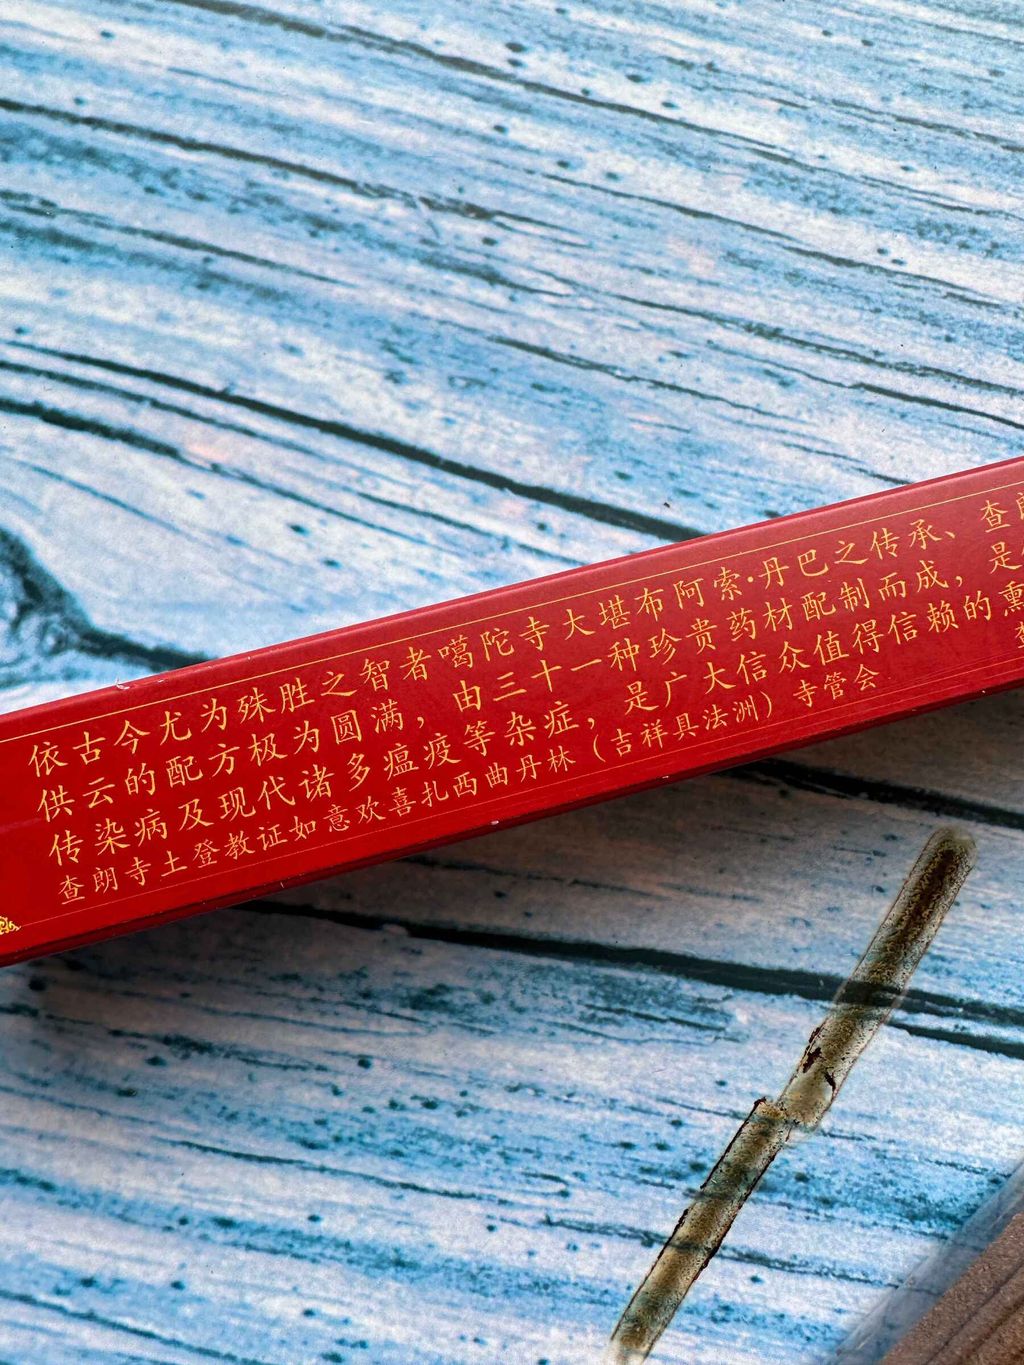 依古今尤为殊胜之智者噶陀寺大堪布阿索·丹巴之传承、查朗
供云的配方极为圆满，由三十一种珍贵药材配制而成，是
传染病及现代诸多瘟疫等杂症，是广大信众值得信赖的熏
查朗寺土登教证如意欢喜扎西曲丹林（吉祥具法洲）寺管会